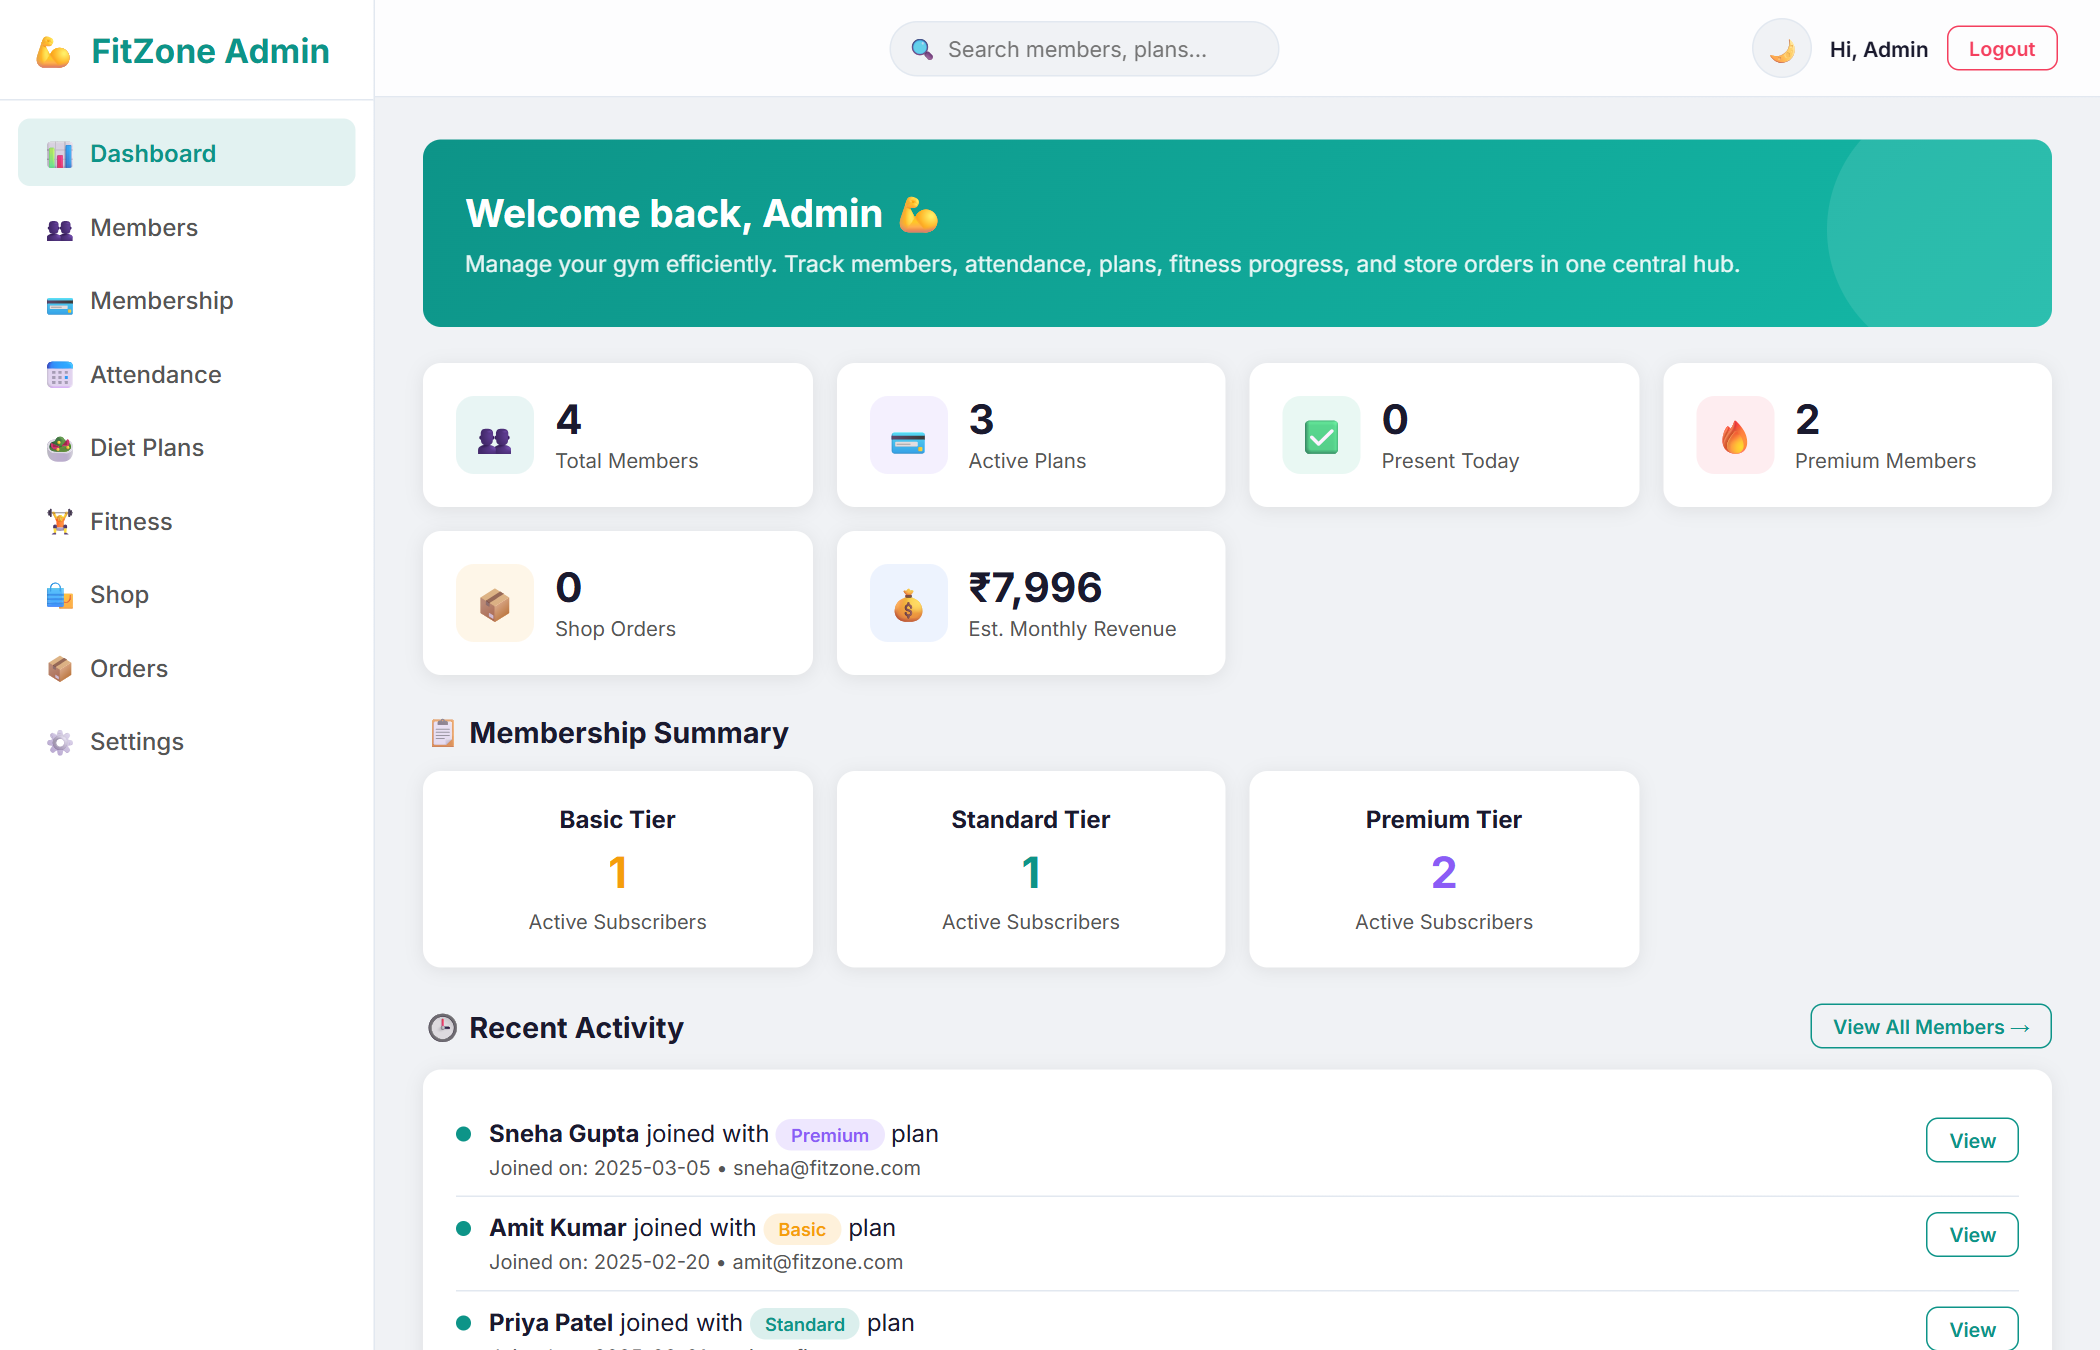 FitZone Admin
Search members, plans...
Hi, Admin
Logout
Dashboard
Members
Membership
Attendance
Diet Plans
Fitness
Shop
Orders
Settings
Welcome back, Admin
Manage your gym efficiently. Track members, attendance, plans, fitness progress, and store orders in one central hub.
4
Total Members
3
Active Plans
0
Present Today
2
Premium Members
0
Shop Orders
₹7,996
Est. Monthly Revenue
Membership Summary
Basic Tier
1
Active Subscribers
Standard Tier
1
Active Subscribers
Premium Tier
2
Active Subscribers
Recent Activity
View All Members →
Sneha Gupta joined with Premium plan
Joined on: 2025-03-05 • sneha@fitzone.com
View
Amit Kumar joined with Basic plan
Joined on: 2025-02-20 • amit@fitzone.com
View
Priya Patel joined with Standard plan
View